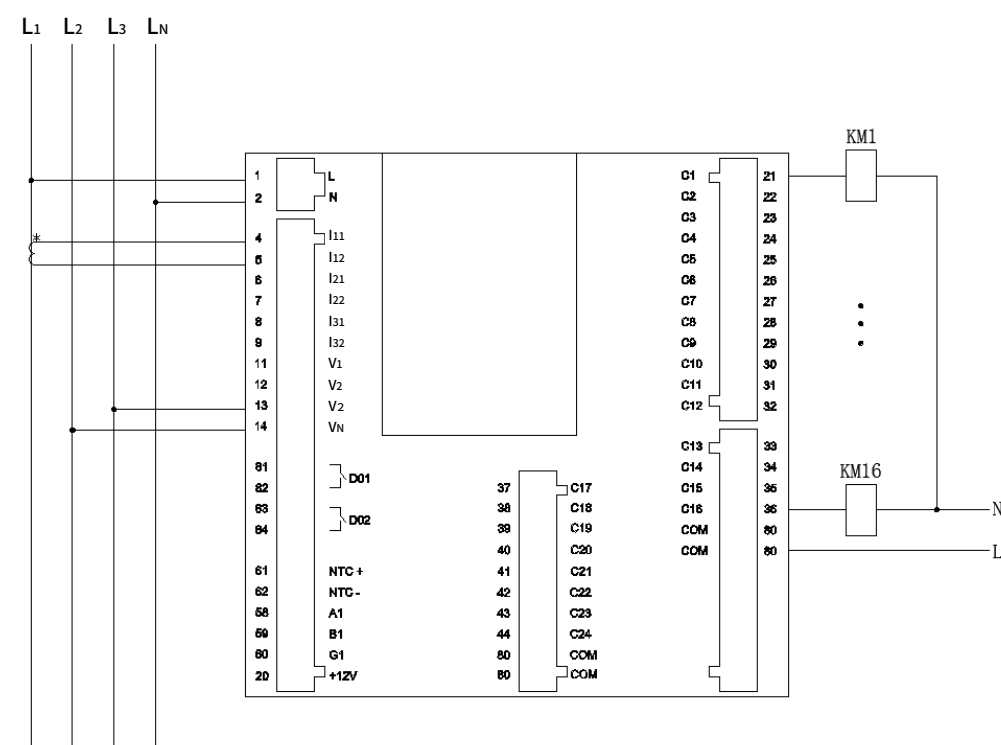 L1 L2 L3 LN
KM1
1 L
2 N
4 I11
5 I12
6 I21
7 I22
8 I31
9 I32
11 V1
12 V2
13 V2
14 VN
81 D01
82
83 D02
84
61 NTC +
62 NTC -
58 A1
59 B1
60 G1
20 +12V
37 C17
38 C18
39 C19
40 C20
41 C21
42 C22
43 C23
44 C24
80 COM
80 COM
C1 21
C2 22
C3 23
C4 24
C5 25
C6 26
C7 27
C8 28
C9 29
C10 30
C11 31
C12 32
C13 33
C14 34
C15 35
C16 36
COM 80
COM 80
KM16
N
L